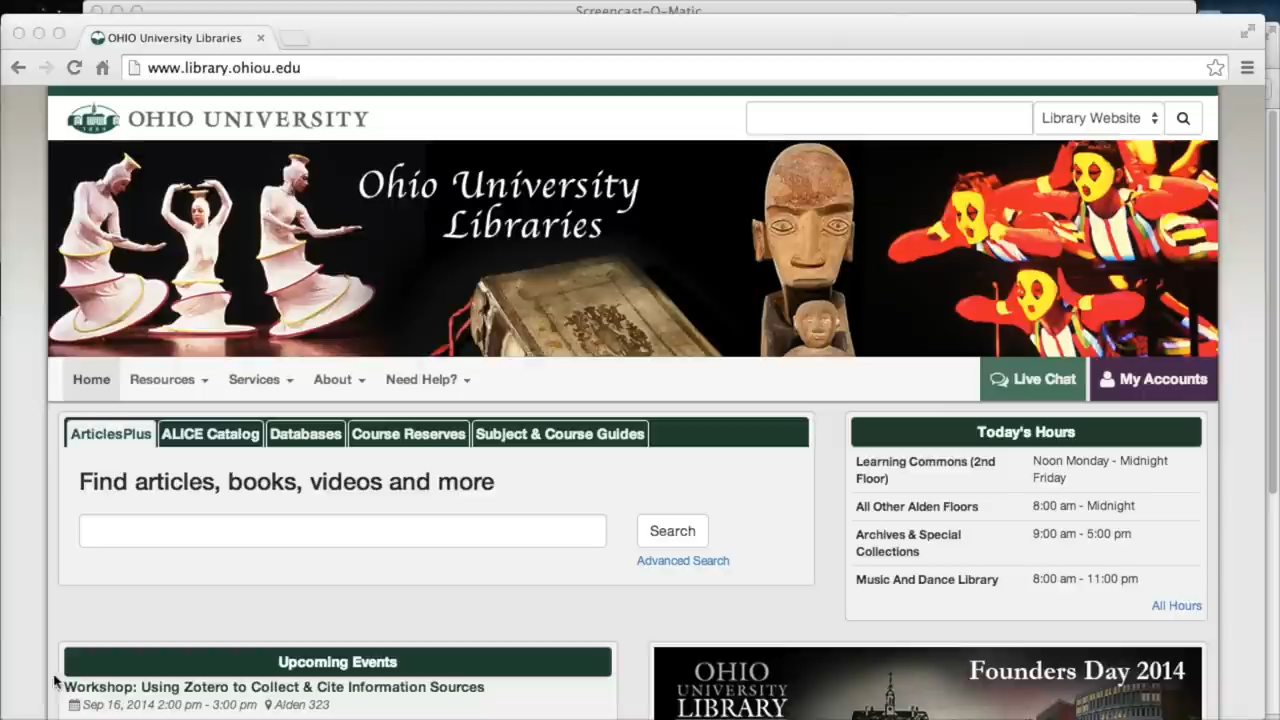 Screencast-O-Matic
OHIO University Libraries
www.library.ohiou.edu
OHIO UNIVERSITY
Library Website
Ohio University
Libraries
Home Resources Services About Need Help? Live Chat My Accounts
ArticlesPlus ALICE Catalog Databases Course Reserves Subject & Course Guides
Find articles, books, videos and more
Search
Advanced Search
Today's Hours
Learning Commons (2nd Floor) Noon Monday - Midnight Friday
All Other Alden Floors 8:00 am - Midnight
Archives & Special Collections 9:00 am - 5:00 pm
Music And Dance Library 8:00 am - 11:00 pm
All Hours
Upcoming Events
Workshop: Using Zotero to Collect & Cite Information Sources
Sep 16, 2014 2:00 pm - 3:00 pm Alden 323
OHIO
UNIVERSITY
LIBRARY
Founders Day 2014